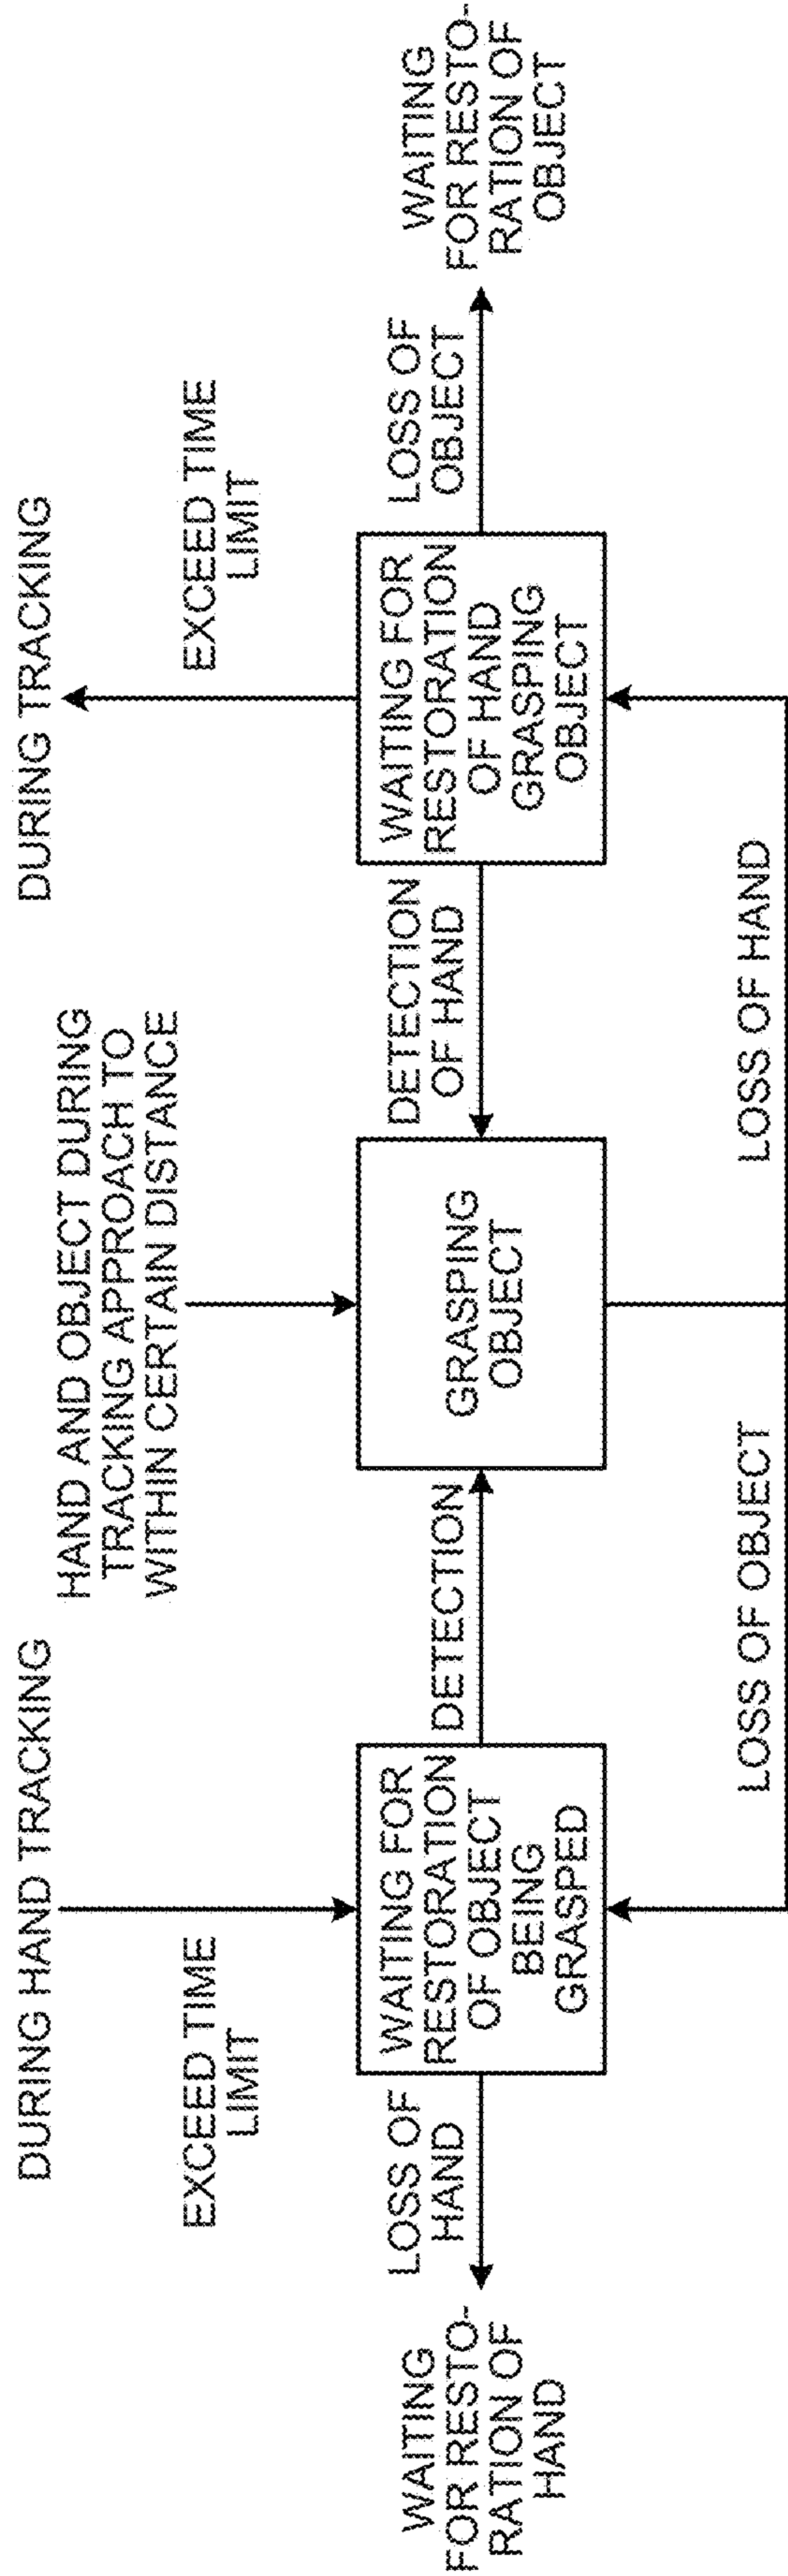 DURING HAND TRACKING
EXCEED TIME
LIMIT
HAND AND OBJECT DURING
TRACKING APPROACH TO
WITHIN CERTAIN DISTANCE
DURING TRACKING
EXCEED TIME
LIMIT
WAITING
FOR RESTO-
RATION OF
HAND
LOSS OF
HAND
WAITING FOR
RESTORATION
OF OBJECT
BEING
GRASPED
DETECTION
GRASPING
OBJECT
DETECTION
OF HAND
WAITING FOR
RESTORATION
OF HAND
GRASPING
OBJECT
LOSS OF
OBJECT
WAITING
FOR RESTO-
RATION OF
OBJECT
LOSS OF OBJECT
LOSS OF HAND